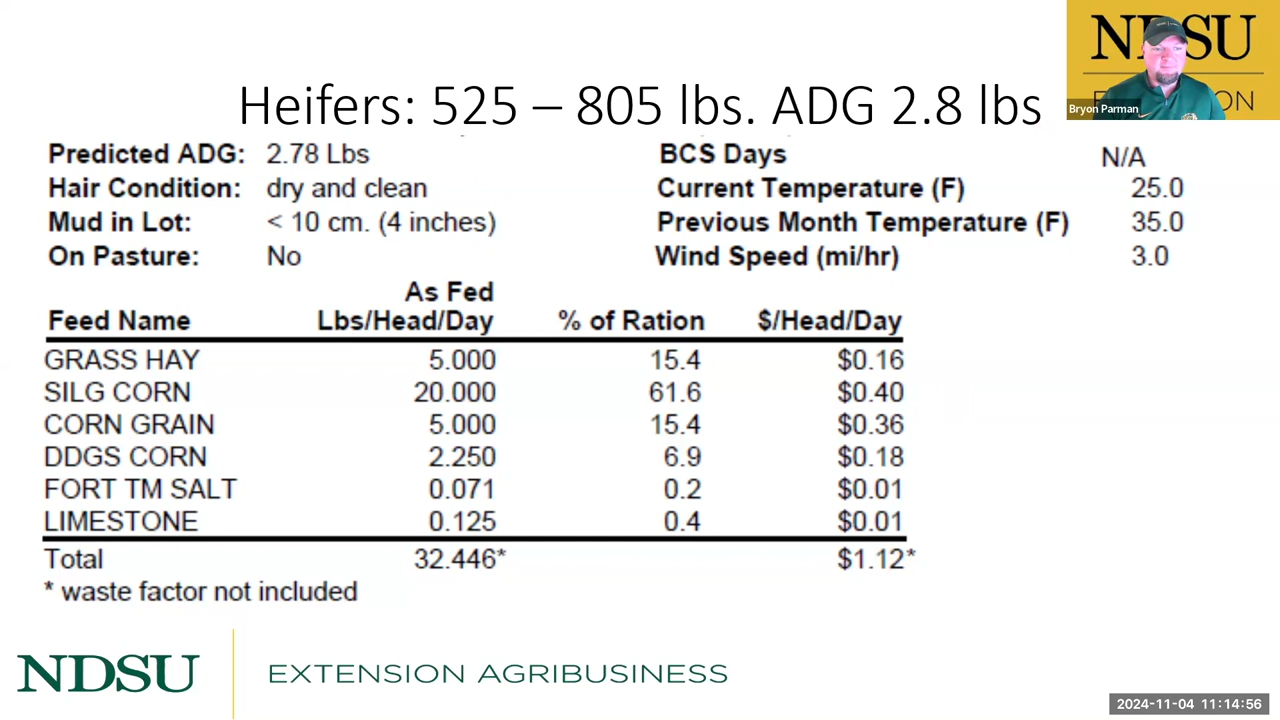 NDSU
EXTENSION
Bryon Parman
Heifers: 525 – 805 lbs. ADG 2.8 lbs
Predicted ADG: 2.78 Lbs BCS Days N/A
Hair Condition: dry and clean Current Temperature (F) 25.0
Mud in Lot: < 10 cm. (4 inches) Previous Month Temperature (F) 35.0
On Pasture: No Wind Speed (mi/hr) 3.0
As Fed
Feed Name Lbs/Head/Day % of Ration $/Head/Day
GRASS HAY 5.000 15.4 $0.16
SILG CORN 20.000 61.6 $0.40
CORN GRAIN 5.000 15.4 $0.36
DDGS CORN 2.250 6.9 $0.18
FORT TM SALT 0.071 0.2 $0.01
LIMESTONE 0.125 0.4 $0.01
Total 32.446* $1.12*
* waste factor not included
NDSU EXTENSION AGRIBUSINESS
2024-11-04 11:14:56